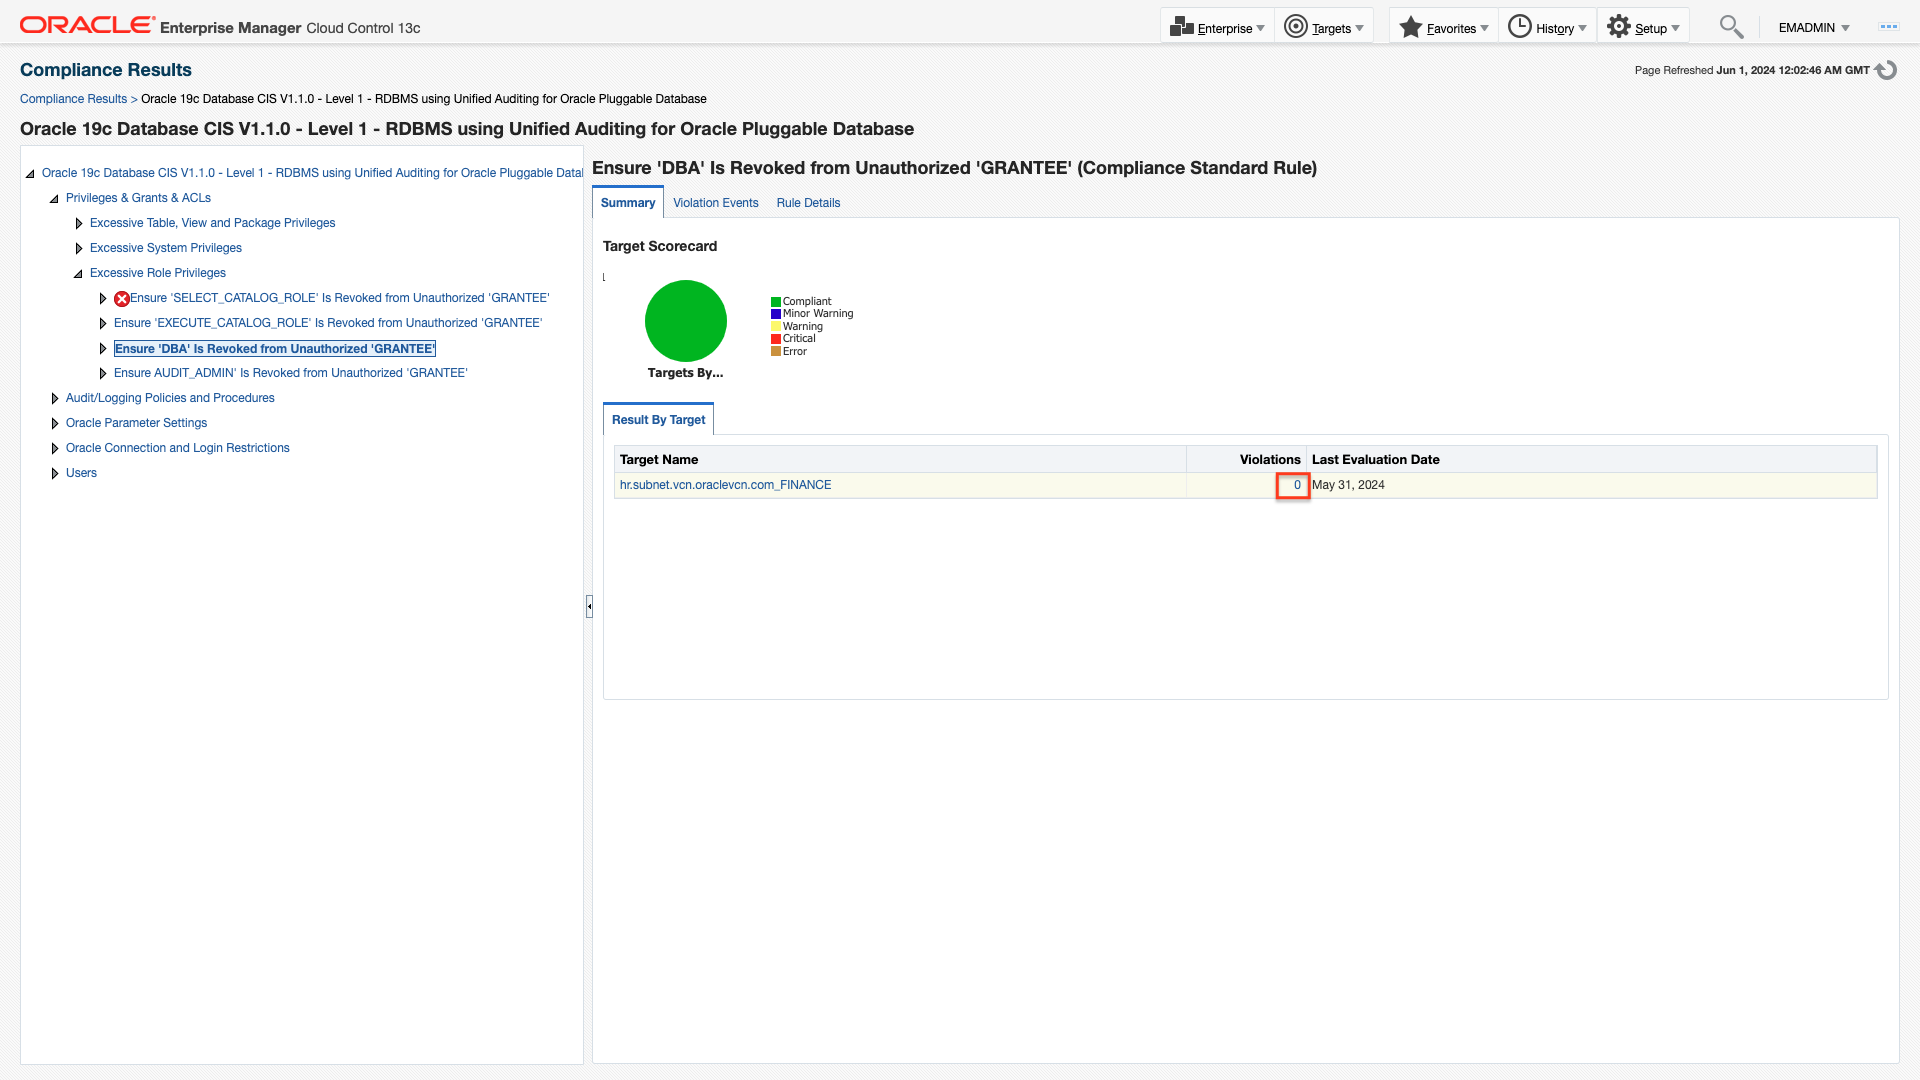 ORACLE® Enterprise Manager Cloud Control 13c
Enterprise Targets Favorites History Setup EMADMIN
Compliance Results
Page Refreshed Jun 1, 2024 12:02:46 AM GMT
Compliance Results > Oracle 19c Database CIS V1.1.0 - Level 1 - RDBMS using Unified Auditing for Oracle Pluggable Database
Oracle 19c Database CIS V1.1.0 - Level 1 - RDBMS using Unified Auditing for Oracle Pluggable Database
Oracle 19c Database CIS V1.1.0 - Level 1 - RDBMS using Unified Auditing for Oracle Pluggable Datal
Privileges & Grants & ACLs
Excessive Table, View and Package Privileges
Excessive System Privileges
Excessive Role Privileges
Ensure 'SELECT_CATALOG_ROLE' Is Revoked from Unauthorized 'GRANTEE'
Ensure 'EXECUTE_CATALOG_ROLE' Is Revoked from Unauthorized 'GRANTEE'
Ensure 'DBA' Is Revoked from Unauthorized 'GRANTEE'
Ensure AUDIT_ADMIN' Is Revoked from Unauthorized 'GRANTEE'
Audit/Logging Policies and Procedures
Oracle Parameter Settings
Oracle Connection and Login Restrictions
Users
Ensure 'DBA' Is Revoked from Unauthorized 'GRANTEE' (Compliance Standard Rule)
Summary Violation Events Rule Details
Target Scorecard
1
Compliant
Minor Warning
Warning
Critical
Error
Targets By...
Result By Target
Target Name Violations Last Evaluation Date
hr.subnet.vcn.oraclevcn.com_FINANCE 0 May 31, 2024